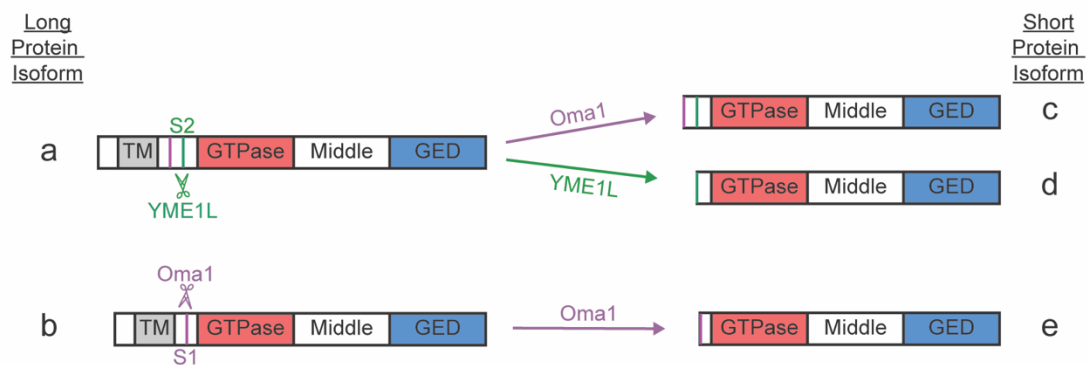 Long
Protein
Isoform
Short
Protein
Isoform
a
S2
TM
GTPase
Middle
GED
YME1L
Oma1
YME1L
GTPase
Middle
GED
c
GTPase
Middle
GED
d
b
Oma1
TM
GTPase
Middle
GED
S1
Oma1
GTPase
Middle
GED
e